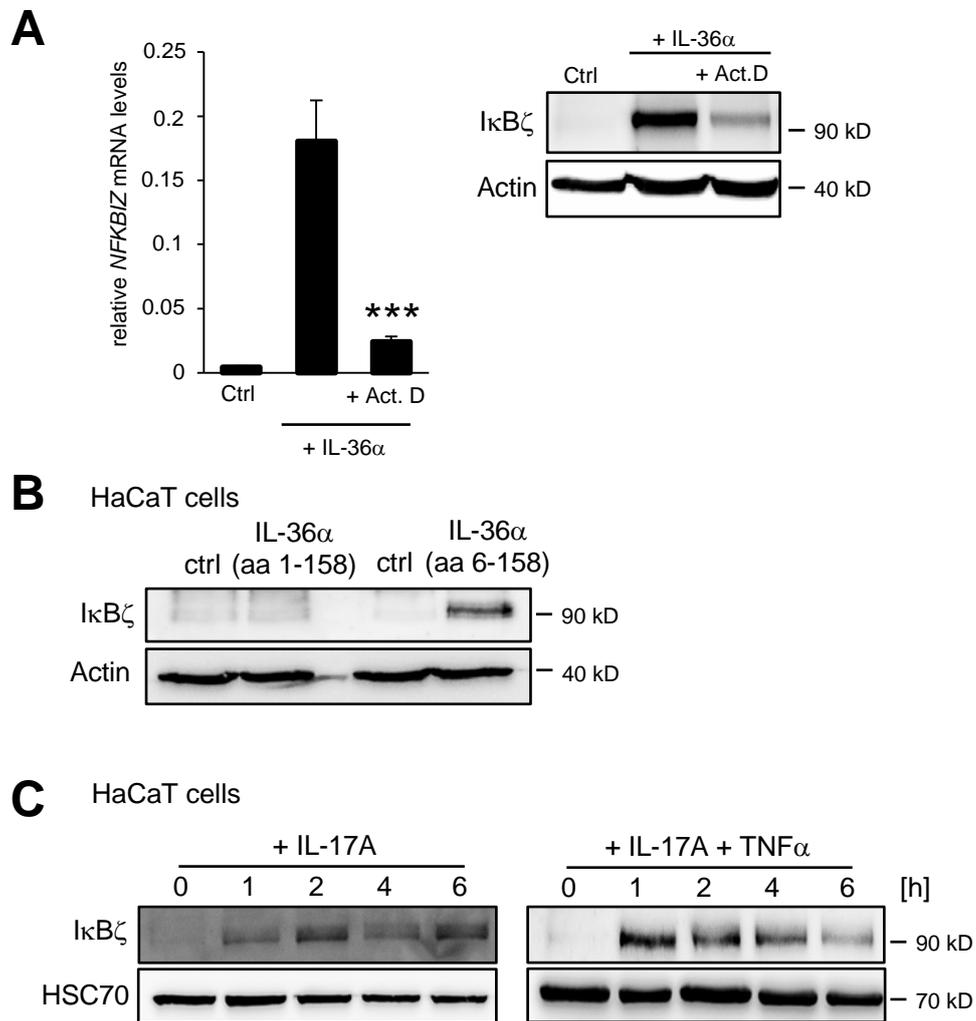 A
relative NFKBIZ mRNA levels
0.25
0.2
0.15
0.1
0.05
0
***
Ctrl
+ Act. D
+ IL-36α
+ IL-36α
Ctrl
+ Act.D
IκBζ
90 kD
Actin
40 kD
B
HaCaT cells
IL-36α IL-36α
ctrl (aa 1-158) ctrl (aa 6-158)
IκBζ
90 kD
Actin
40 kD
C
HaCaT cells
+ IL-17A
+ IL-17A + TNFα
0 1 2 4 6 0 1 2 4 6 [h]
IκBζ
90 kD
HSC70
70 kD